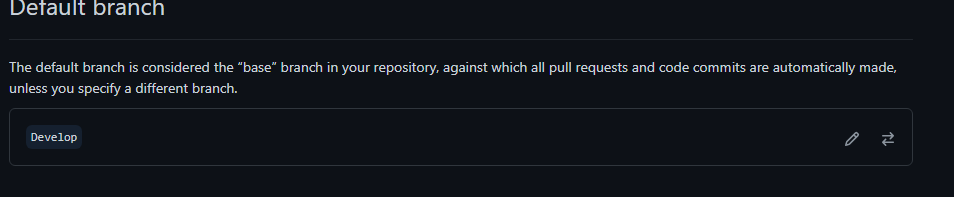 Default branch
The default branch is considered the “base” branch in your repository, against which all pull requests and code commits are automatically made,
unless you specify a different branch.
Develop